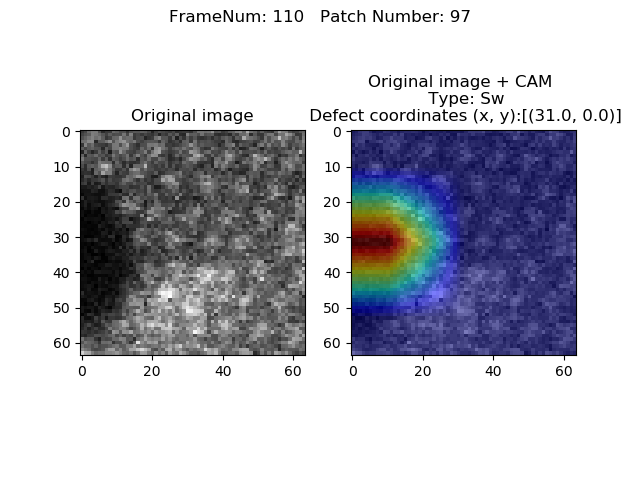 FrameNum: 110   Patch Number: 97
Original image
Original image + CAM
Type: Sw
Defect coordinates (x, y):[(31.0, 0.0)]
0
10
20
30
40
50
60
0 20 40 60
0
10
20
30
40
50
60
0 20 40 60